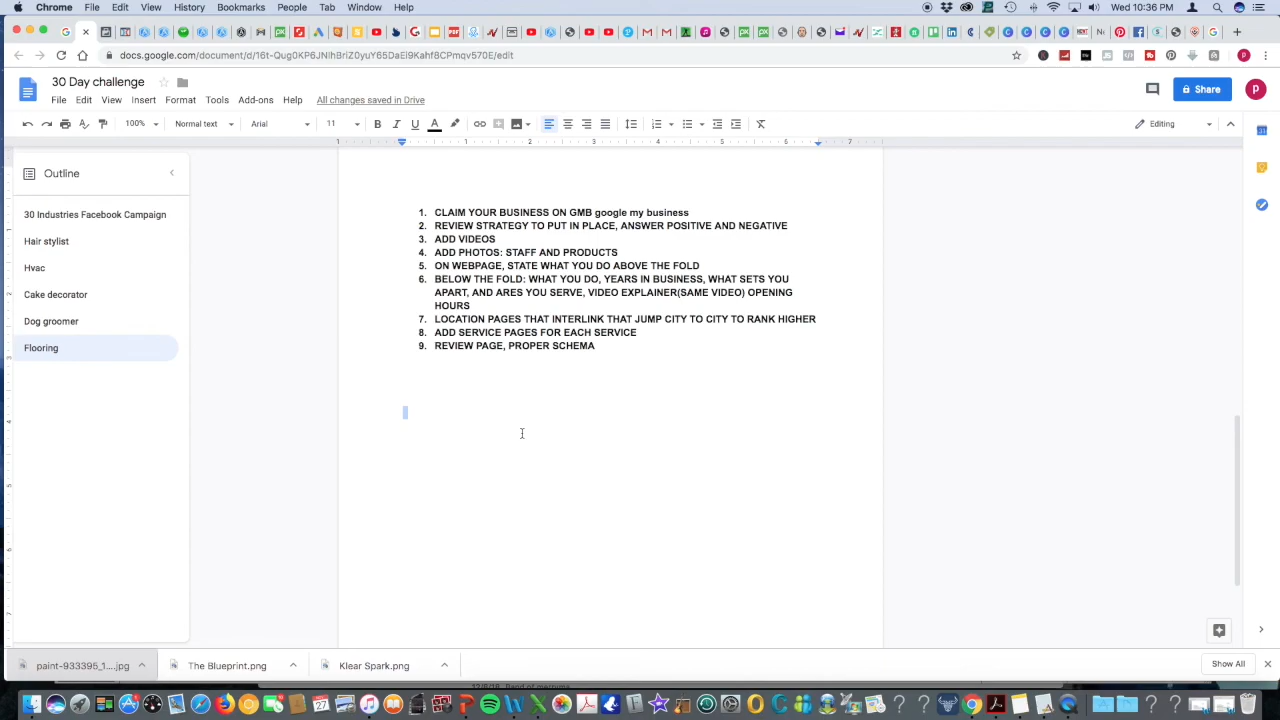 Chrome File Edit View History Bookmarks People Tab Window Help
Wed 10:36 PM
docs.google.com/document/d/16t-Qug0KP6JNlhBriZ0yuY65DaEi9Kahf8CPmqv570E/edit
30 Day challenge
File Edit View Insert Format Tools Add-ons Help All changes saved in Drive
Share
100% Normal text Arial 11
Editing
Outline
30 Industries Facebook Campaign
Hair stylist
Hvac
Cake decorator
Dog groomer
Flooring
1. CLAIM YOUR BUSINESS ON GMB google my business
2. REVIEW STRATEGY TO PUT IN PLACE, ANSWER POSITIVE AND NEGATIVE
3. ADD VIDEOS
4. ADD PHOTOS: STAFF AND PRODUCTS
5. ON WEBPAGE, STATE WHAT YOU DO ABOVE THE FOLD
6. BELOW THE FOLD: WHAT YOU DO, YEARS IN BUSINESS, WHAT SETS YOU
APART, AND ARES YOU SERVE, VIDEO EXPLAINER(SAME VIDEO) OPENING
HOURS
7. LOCATION PAGES THAT INTERLINK THAT JUMP CITY TO CITY TO RANK HIGHER
8. ADD SERVICE PAGES FOR EACH SERVICE
9. REVIEW PAGE, PROPER SCHEMA
paint-933395_1....jpg
The Blueprint.png
Klear Spark.png
Show All